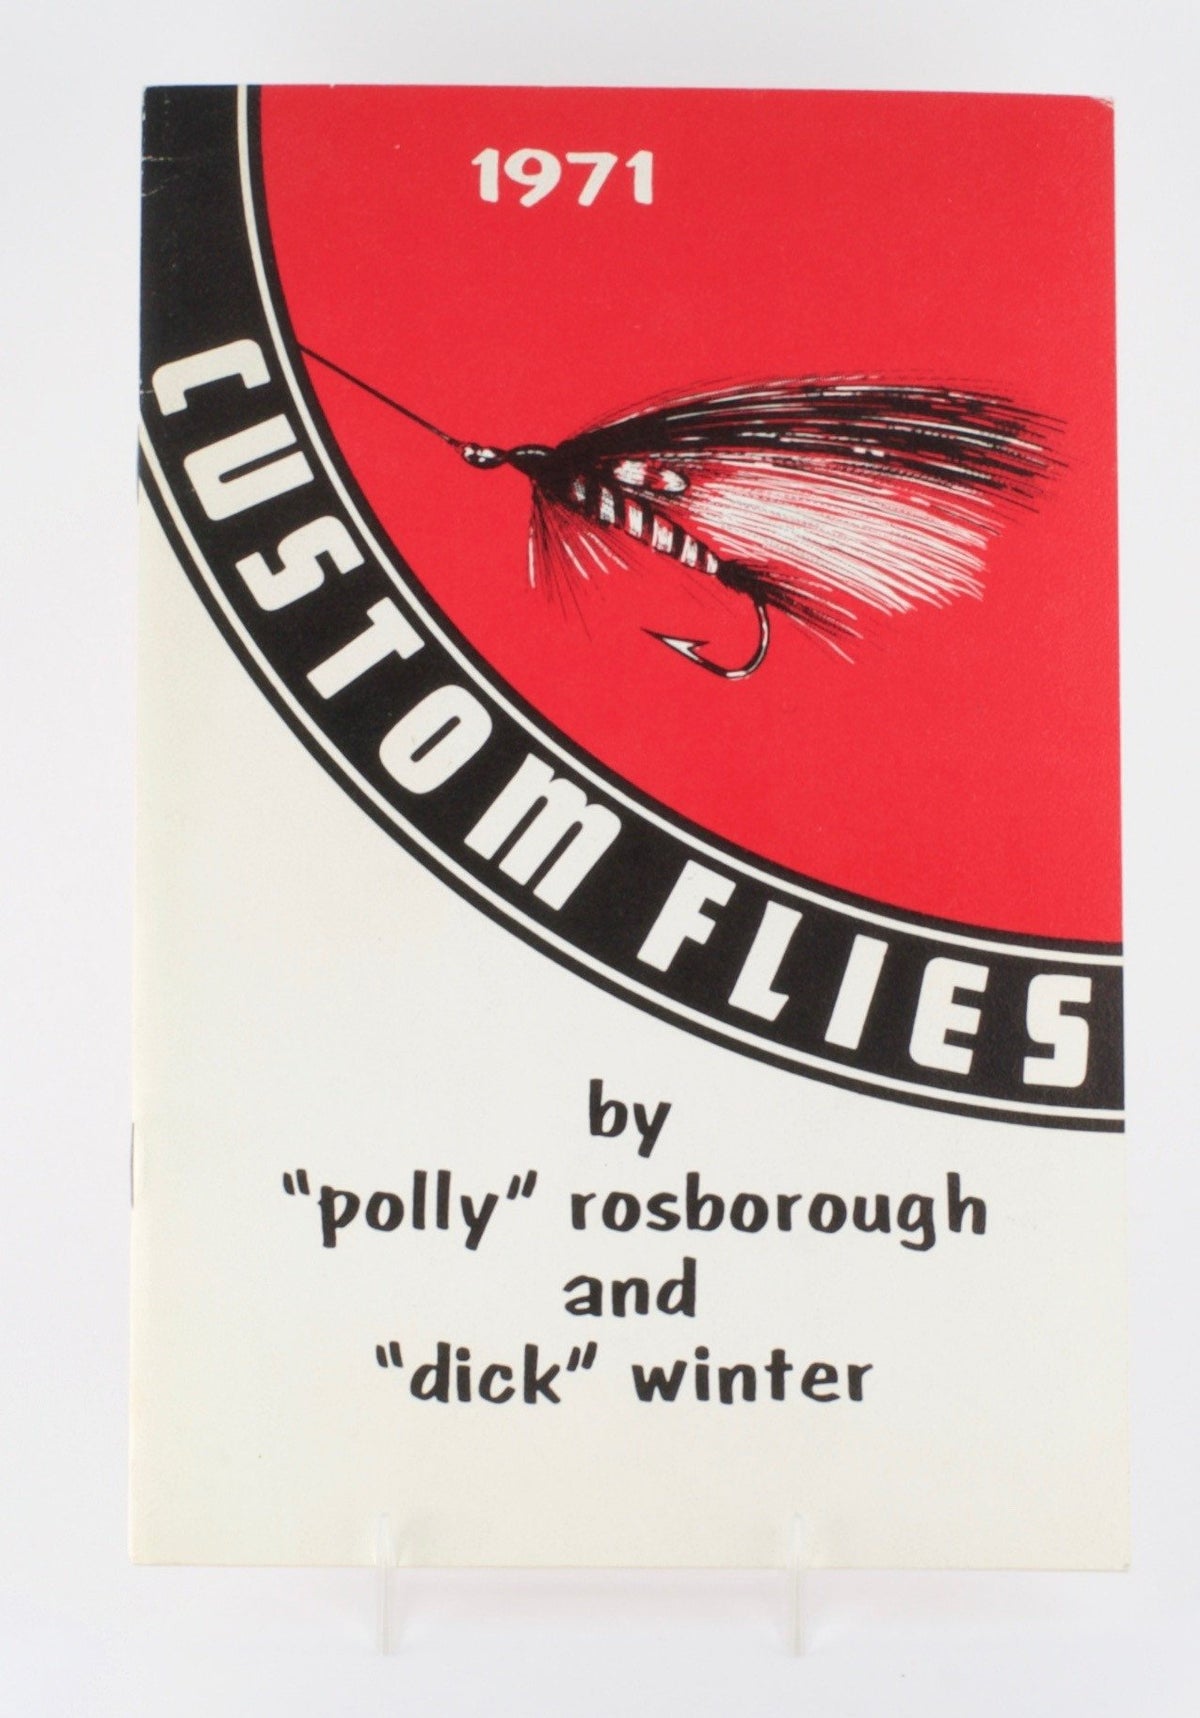 1971
CUSTOM FLIES
by
"polly" rosborough
and
"dick" winter